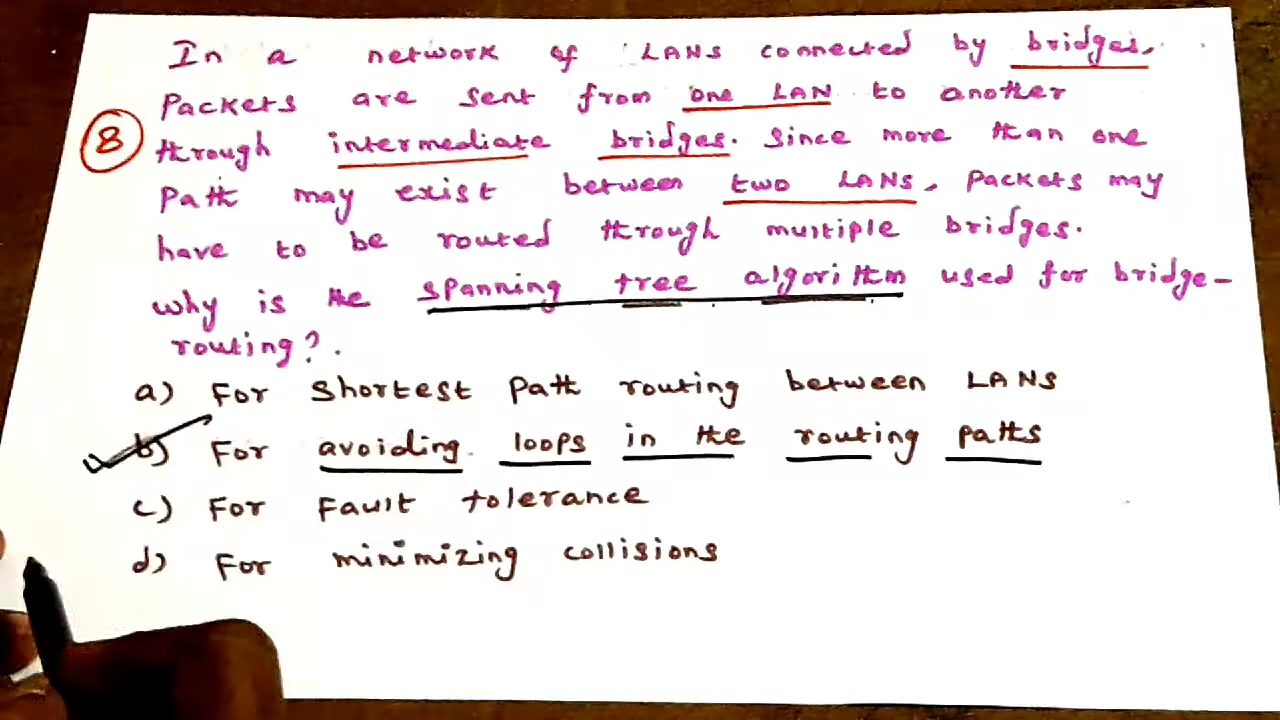 In a network of LANS connected by bridges,
Packets are sent from one LAN to another
8 through intermediate bridges. Since more than one
Path may exist between two LANS, packets may
have to be routed through multiple bridges.
why is the spanning tree algorithm used for bridge-
routing?.
a) For shortest path routing between LANS
b) For avoiding loops in the routing paths
c) For Fault tolerance
d) For minimizing collisions